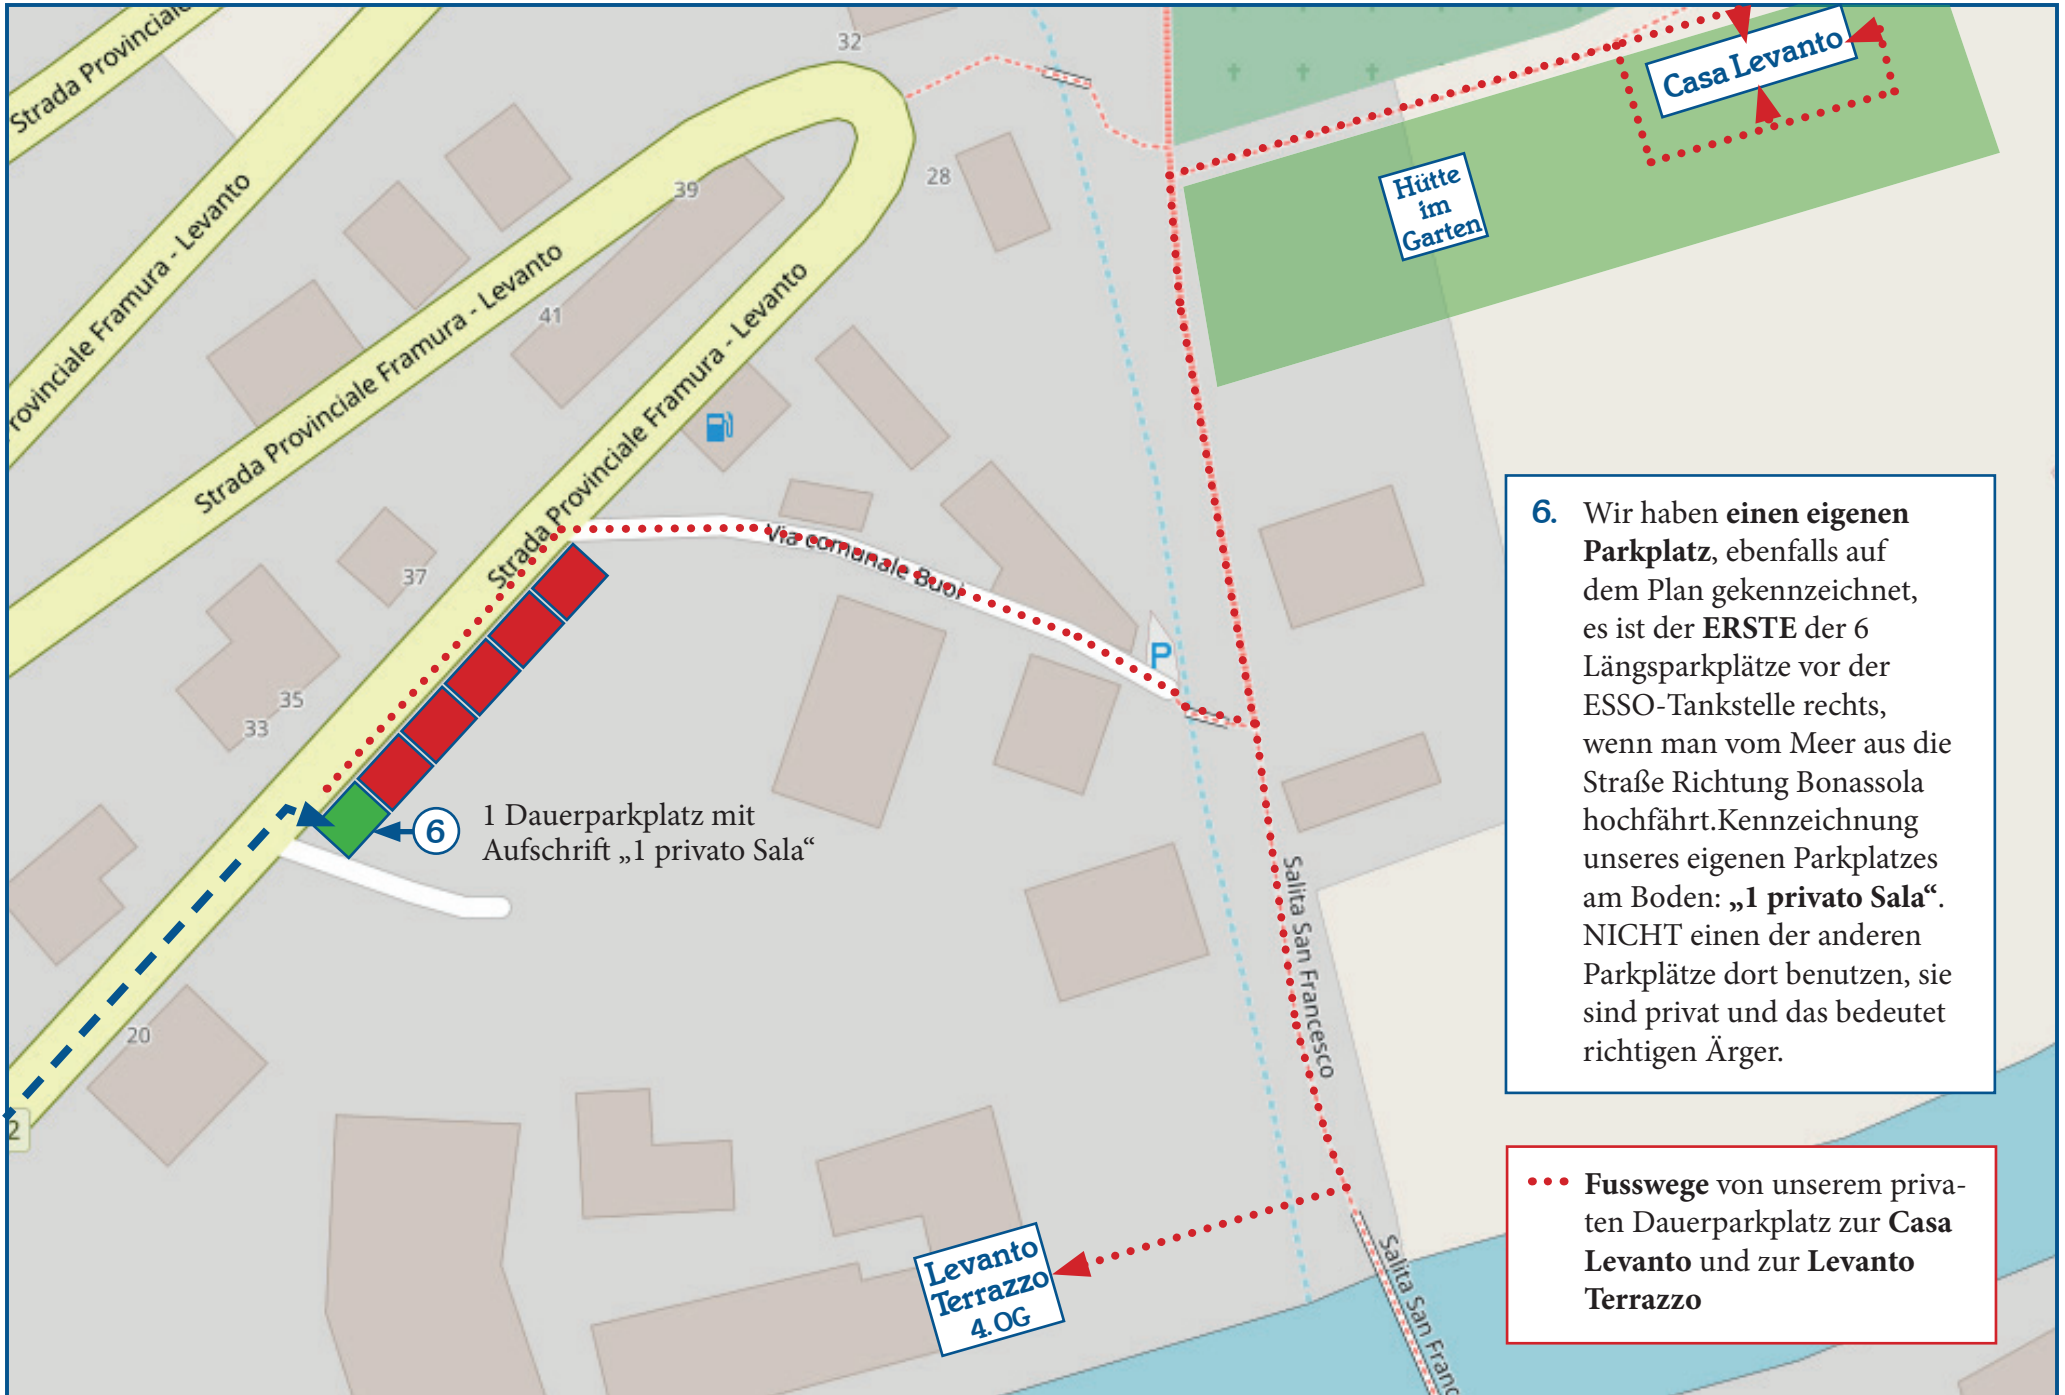 Strada Provinciale
32
Casa Levanto
Hütte
im
Garten
28
39
rovinciale Framura - Levanto
Strada Provinciale Framura - Levanto
41
Strada Provinciale Framura - Levanto
Via comunale Buoi
37
35
33
P
6
1 Dauerparkplatz mit
Aufschrift „1 privato Sala“
20
2
Salita San Francesco
Salita San Franc
Levanto
Terrazzo
4. OG
6. Wir haben einen eigenen
Parkplatz, ebenfalls auf
dem Plan gekennzeichnet,
es ist der ERSTE der 6
Längsparkplätze vor der
ESSO-Tankstelle rechts,
wenn man vom Meer aus die
Straße Richtung Bonassola
hochfährt.Kennzeichnung
unseres eigenen Parkplatzes
am Boden: „1 privato Sala“.
NICHT einen der anderen
Parkplätze dort benutzen, sie
sind privat und das bedeutet
richtigen Ärger.
Fusswege von unserem priva-
ten Dauerparkplatz zur Casa
Levanto und zur Levanto
Terrazzo